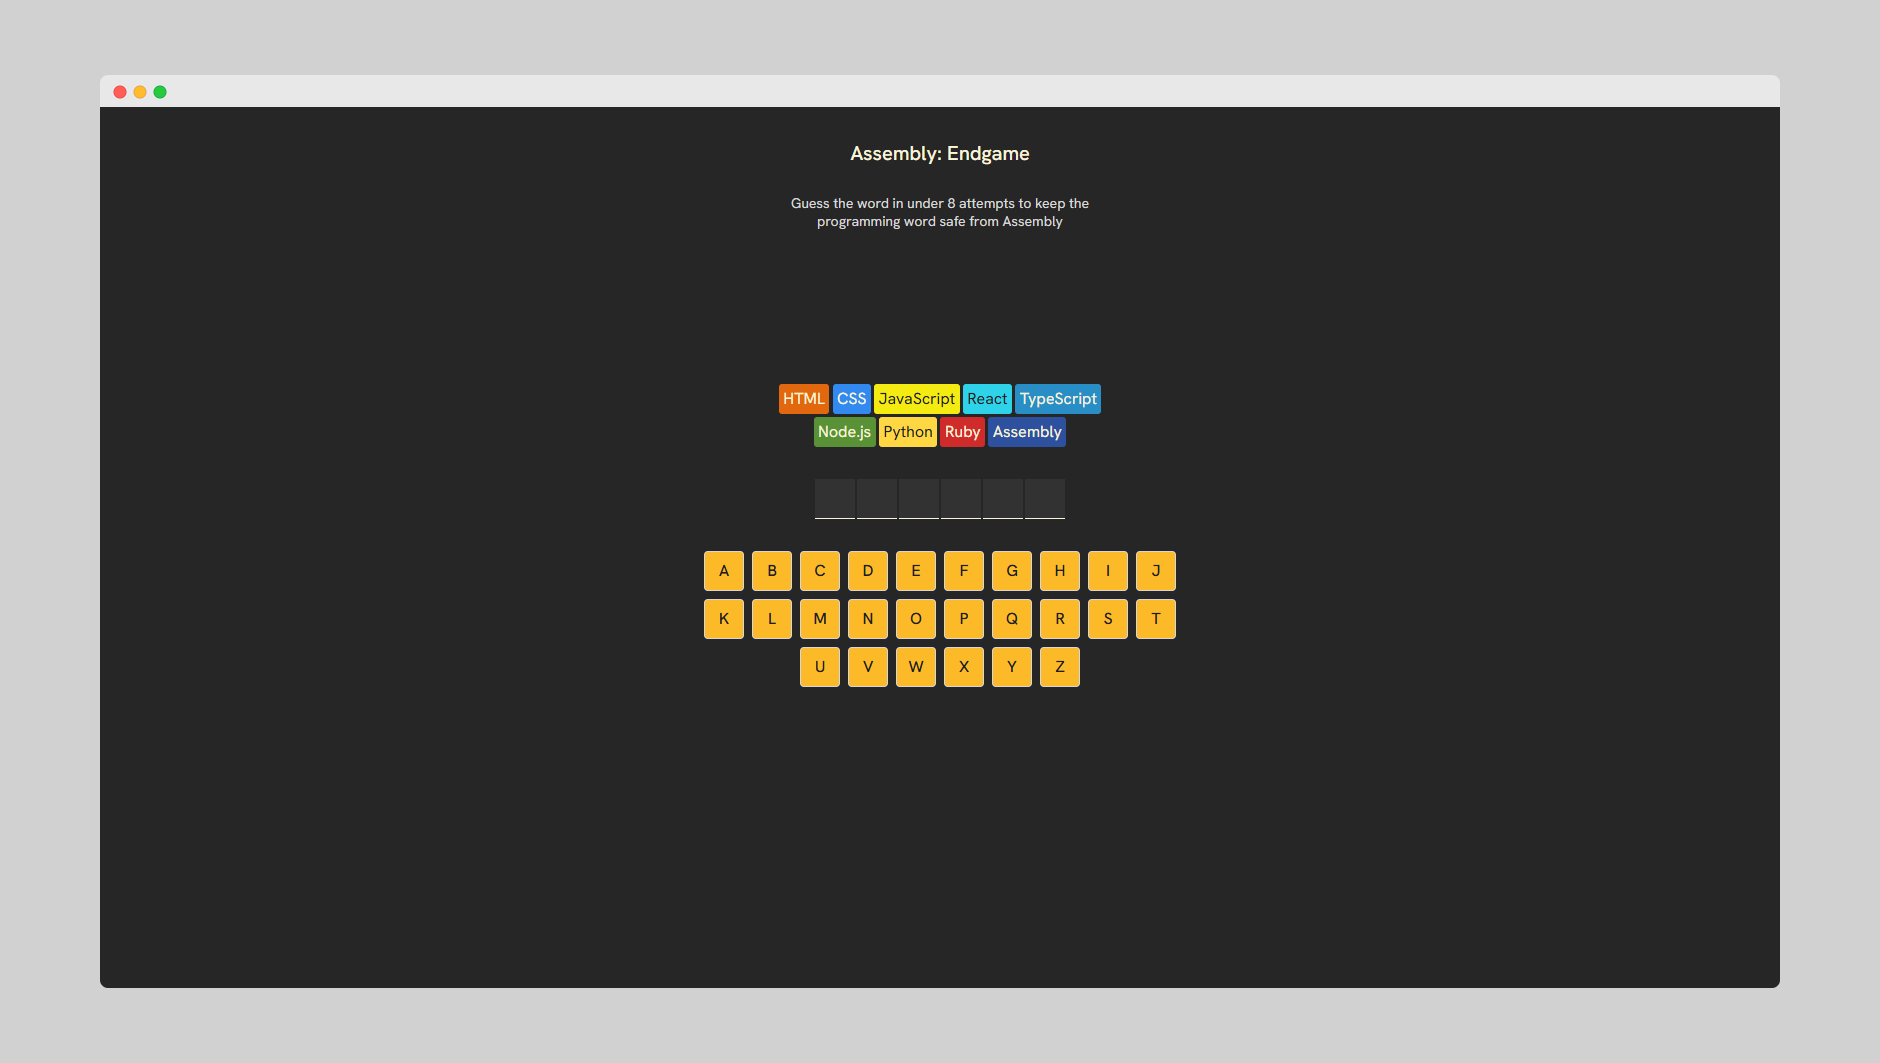 Assembly: Endgame
Guess the word in under 8 attempts to keep the
programming word safe from Assembly
HTML CSS JavaScript React TypeScript
Node.js Python Ruby Assembly
A B C D E F G H I J
K L M N O P Q R S T
U V W X Y Z